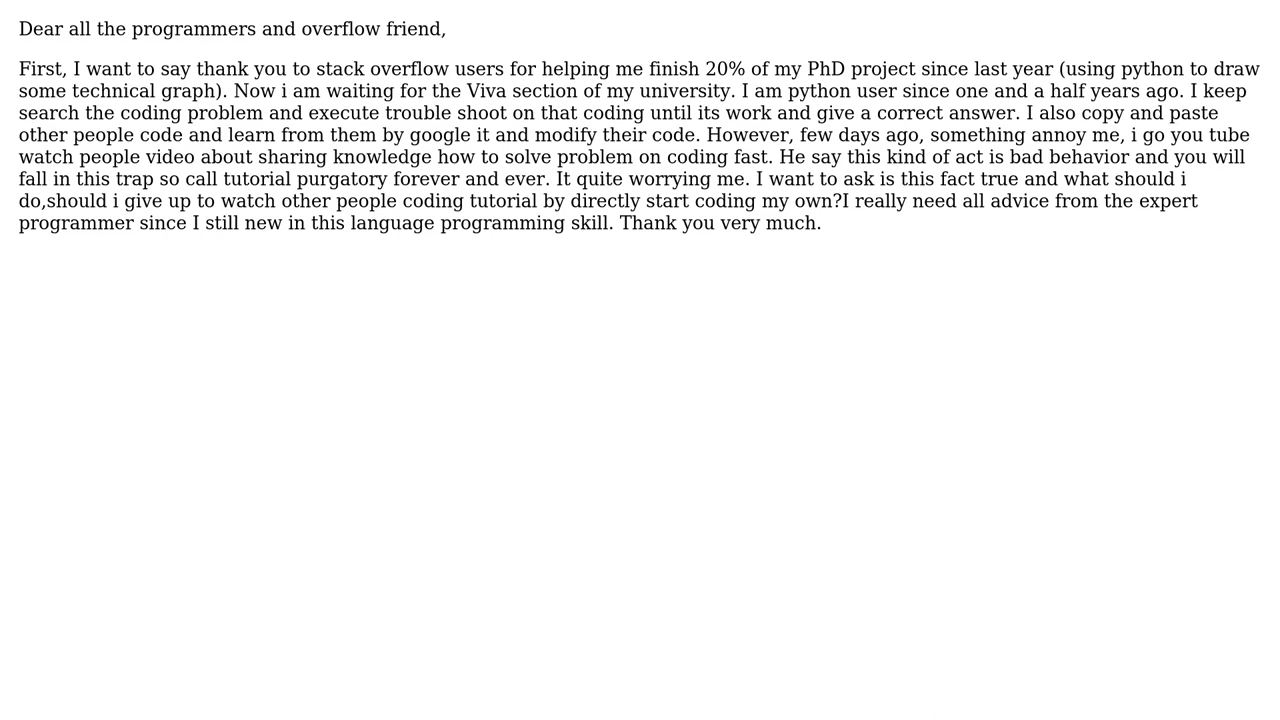 Dear all the programmers and overflow friend,
First, I want to say thank you to stack overflow users for helping me finish 20% of my PhD project since last year (using python to draw
some technical graph). Now i am waiting for the Viva section of my university. I am python user since one and a half years ago. I keep
search the coding problem and execute trouble shoot on that coding until its work and give a correct answer. I also copy and paste
other people code and learn from them by google it and modify their code. However, few days ago, something annoy me, i go you tube
watch people video about sharing knowledge how to solve problem on coding fast. He say this kind of act is bad behavior and you will
fall in this trap so call tutorial purgatory forever and ever. It quite worrying me. I want to ask is this fact true and what should i
do,should i give up to watch other people coding tutorial by directly start coding my own?I really need all advice from the expert
programmer since I still new in this language programming skill. Thank you very much.